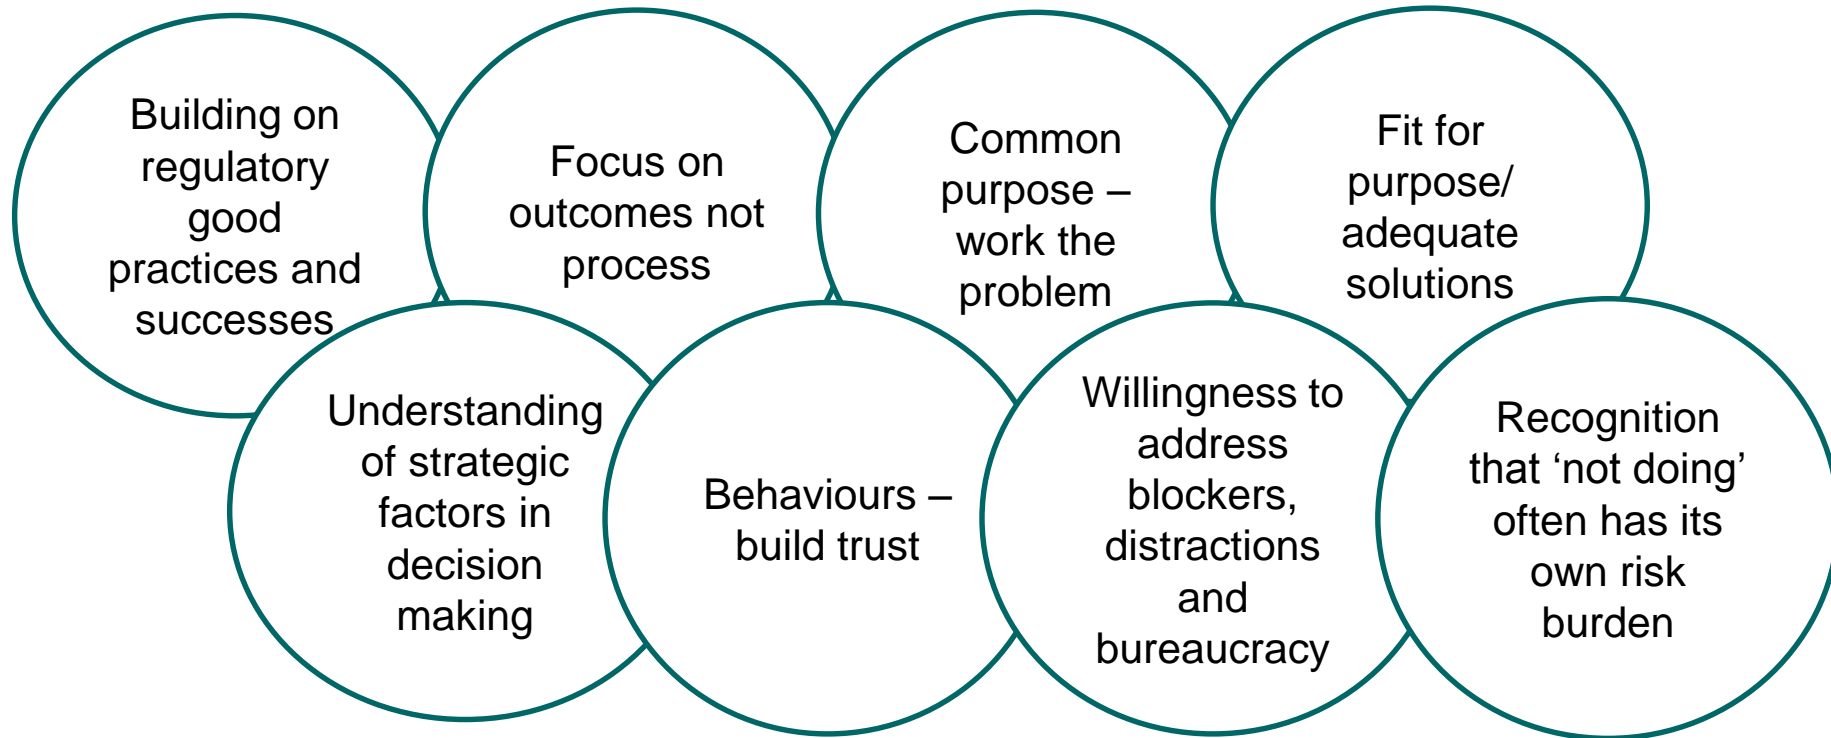 Building on
regulatory
good
practices and
successes
Focus on
outcomes not
process
Common
purpose –
work the
problem
Fit for
purpose/
adequate
solutions
Understanding
of strategic
factors in
decision
making
Behaviours –
build trust
Willingness to
address
blockers,
distractions
and
bureaucracy
Recognition
that ‘not doing’
often has its
own risk
burden